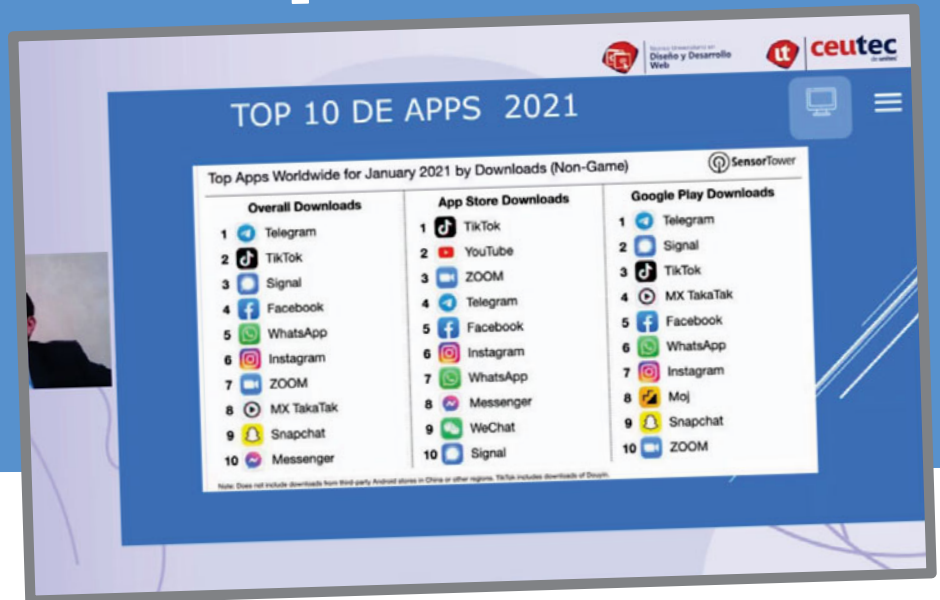 Técnico Universitario en
Diseño y Desarrollo
Web
ceutec
de unitec
TOP 10 DE APPS 2021
Top Apps Worldwide for January 2021 by Downloads (Non-Game)
SensorTower
Overall Downloads
1 Telegram
2 TikTok
3 Signal
4 Facebook
5 WhatsApp
6 Instagram
7 ZOOM
8 MX TakaTak
9 Snapchat
10 Messenger
App Store Downloads
1 TikTok
2 YouTube
3 ZOOM
4 Telegram
5 Facebook
6 Instagram
7 WhatsApp
8 Messenger
9 WeChat
10 Signal
Google Play Downloads
1 Telegram
2 Signal
3 TikTok
4 MX TakaTak
5 Facebook
6 WhatsApp
7 Instagram
8 Moj
9 Snapchat
10 ZOOM
Note: Does not include downloads from third-party Android stores in China or other regions. TikTok includes downloads of Douyin.